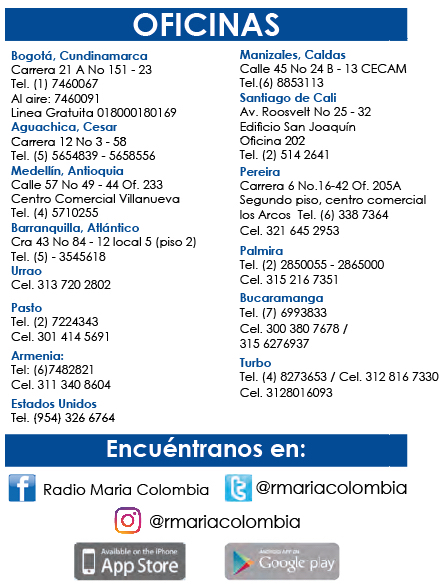 OFICINAS
Bogotá, Cundinamarca
Carrera 21 A No 151 - 23
Tel. (1) 7460067
Al aire: 7460091
Linea Gratuita 018000180169
Aguachica, Cesar
Carrera 12 No 3 - 58
Tel. (5) 5654839 - 5658556
Medellín, Antioquia
Calle 57 No 49 - 44 Of. 233
Centro Comercial Villanueva
Tel. (4) 5710255
Barranquilla, Atlántico
Cra 43 No 84 - 12 local 5 (piso 2)
Tel. (5) - 3545618
Urrao
Cel. 313 720 2802
Pasto
Tel. (2) 7224343
Cel. 301 414 5691
Armenia:
Tel: (6)7482821
Cel. 311 340 8604
Estados Unidos
Tel. (954) 326 6764
Manizales, Caldas
Calle 45 No 24 B - 13 CECAM
Tel.(6) 8853113
Santiago de Cali
Av. Roosvelt No 25 - 32
Edificio San Joaquín
Oficina 202
Tel. (2) 514 2641
Pereira
Carrera 6 No.16-42 Of. 205A
Segundo piso, centro comercial
los Arcos Tel. (6) 338 7364
Cel. 321 645 2953
Palmira
Tel. (2) 2850055 - 2865000
Cel. 315 216 7351
Bucaramanga
Tel. (7) 6993833
Cel. 300 380 7678 /
315 6276937
Turbo
Tel. (4) 8273653 / Cel. 312 816 7330
Cel. 3128016093
Encuéntranos en:
Radio Maria Colombia
@rmariacolombia
@rmariacolombia
Available on the iPhone
App Store
ANDROID APP ON
Google play